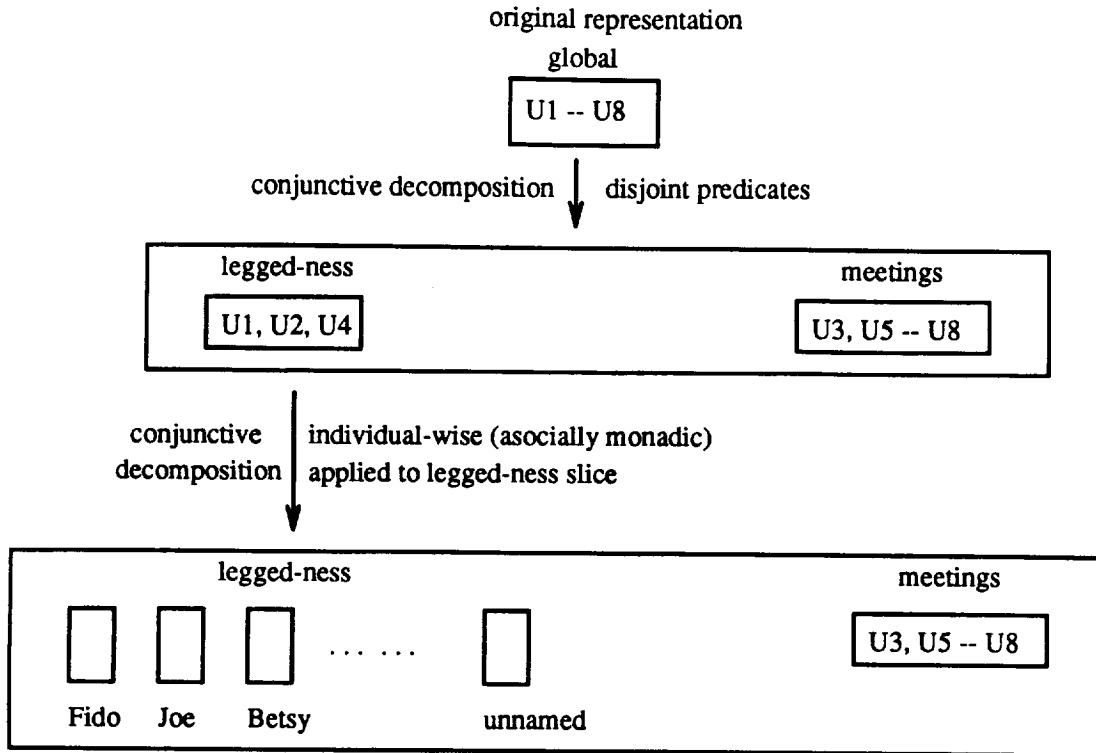 original representation
global
U1 -- U8
conjunctive decomposition disjoint predicates
legged-ness meetings
U1, U2, U4 U3, U5 -- U8
conjunctive individual-wise (asocially monadic)
decomposition applied to legged-ness slice
legged-ness meetings
U3, U5 -- U8
... ...
Fido Joe Betsy unnamed